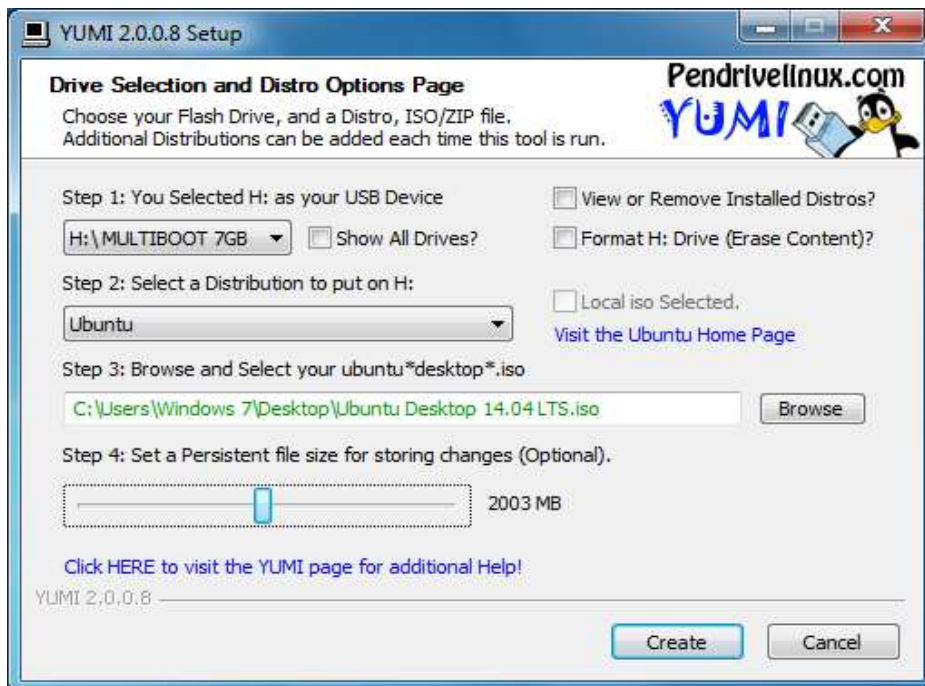 YUMI 2.0.0.8 Setup
Drive Selection and Distro Options Page
Choose your Flash Drive, and a Distro, ISO/ZIP file.
Additional Distributions can be added each time this tool is run.
Pendrivelinux.com
YUMI
Step 1: You Selected H: as your USB Device
View or Remove Installed Distros?
H:\MULTIBOOT 7GB
Show All Drives?
Format H: Drive (Erase Content)?
Step 2: Select a Distribution to put on H:
Local iso Selected.
Ubuntu
Visit the Ubuntu Home Page
Step 3: Browse and Select your ubuntu*desktop*.iso
C:\Users\Windows 7\Desktop\Ubuntu Desktop 14.04 LTS.iso
Browse
Step 4: Set a Persistent file size for storing changes (Optional).
2003 MB
Click HERE to visit the YUMI page for additional Help!
YUMI 2.0.0.8
Create
Cancel